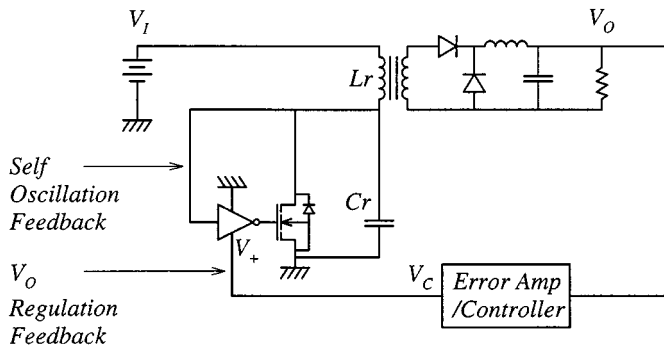 V_I
V_O
Lr
Self
Oscillation
Feedback
Cr
V_+
V_O
Regulation
Feedback
V_C
Error Amp
/Controller